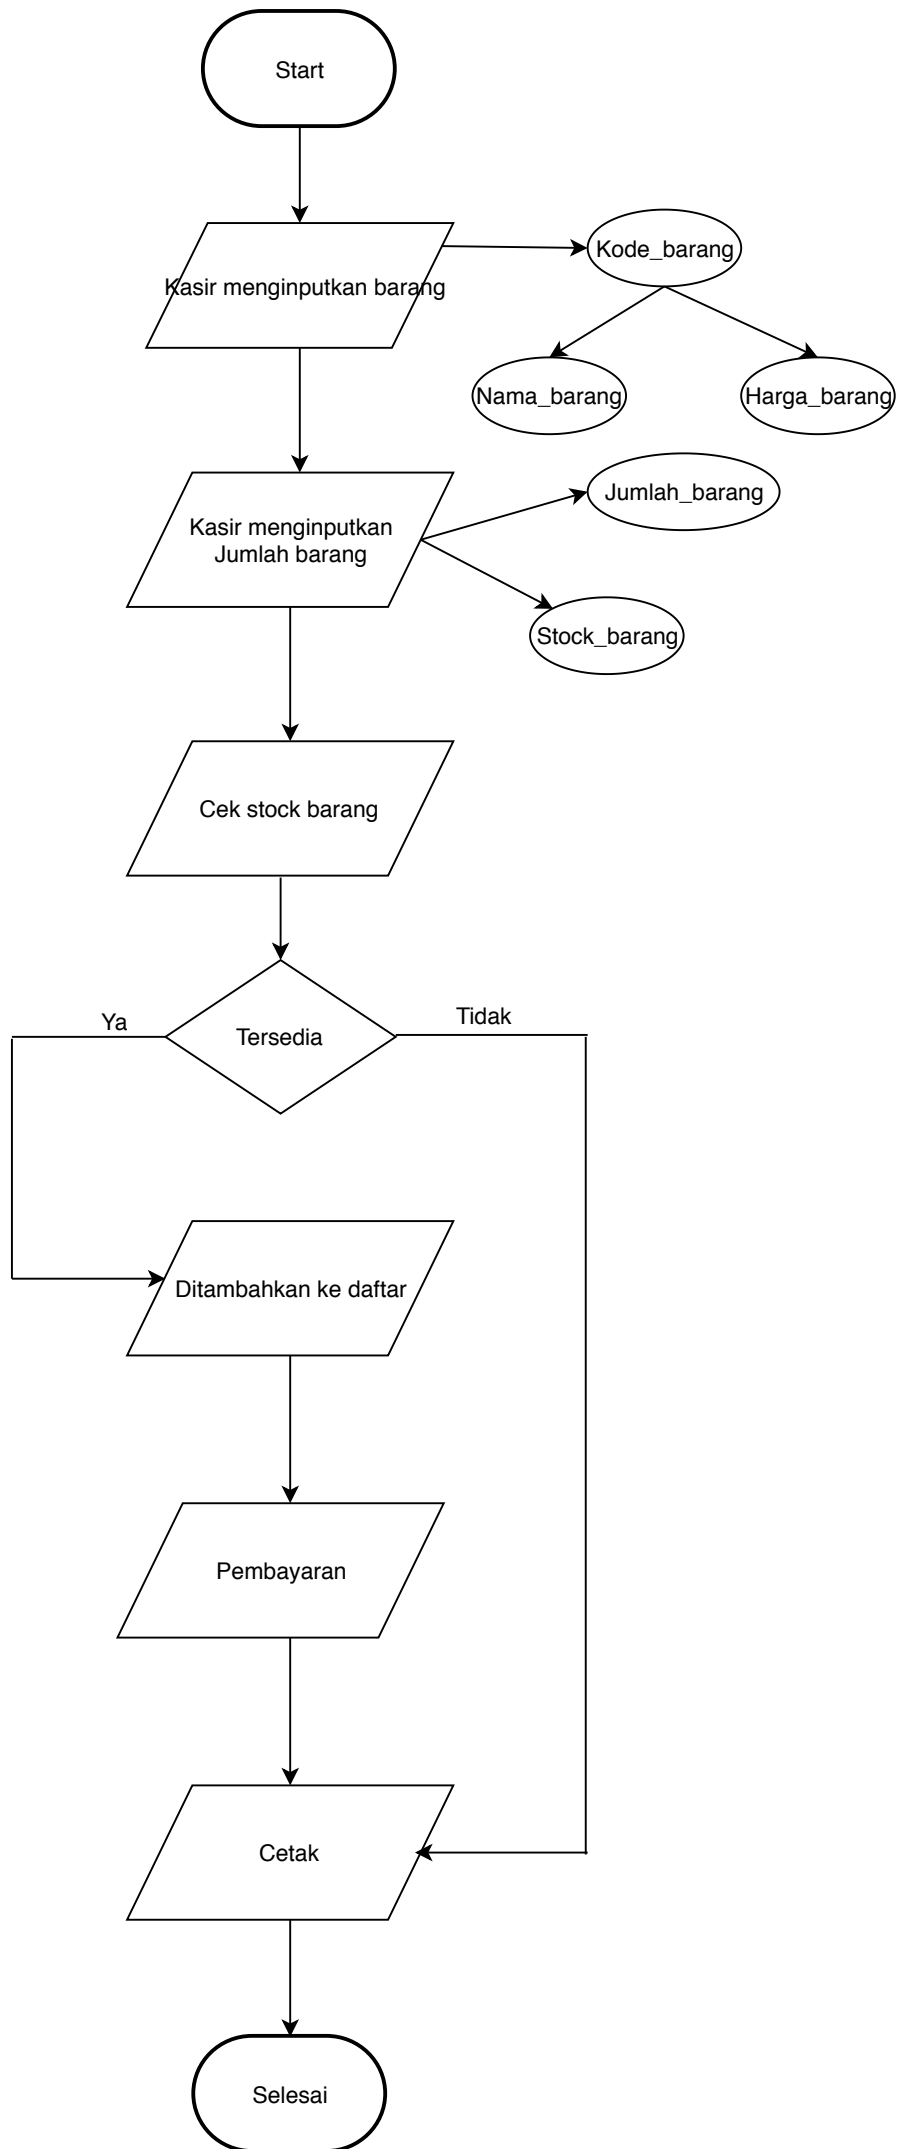 Start
Kasir menginputkan barang
Kode_barang
Nama_barang
Harga_barang
Kasir menginputkan
Jumlah barang
Jumlah_barang
Stock_barang
Cek stock barang
Tersedia
Ya
Tidak
Ditambahkan ke daftar
Pembayaran
Cetak
Selesai